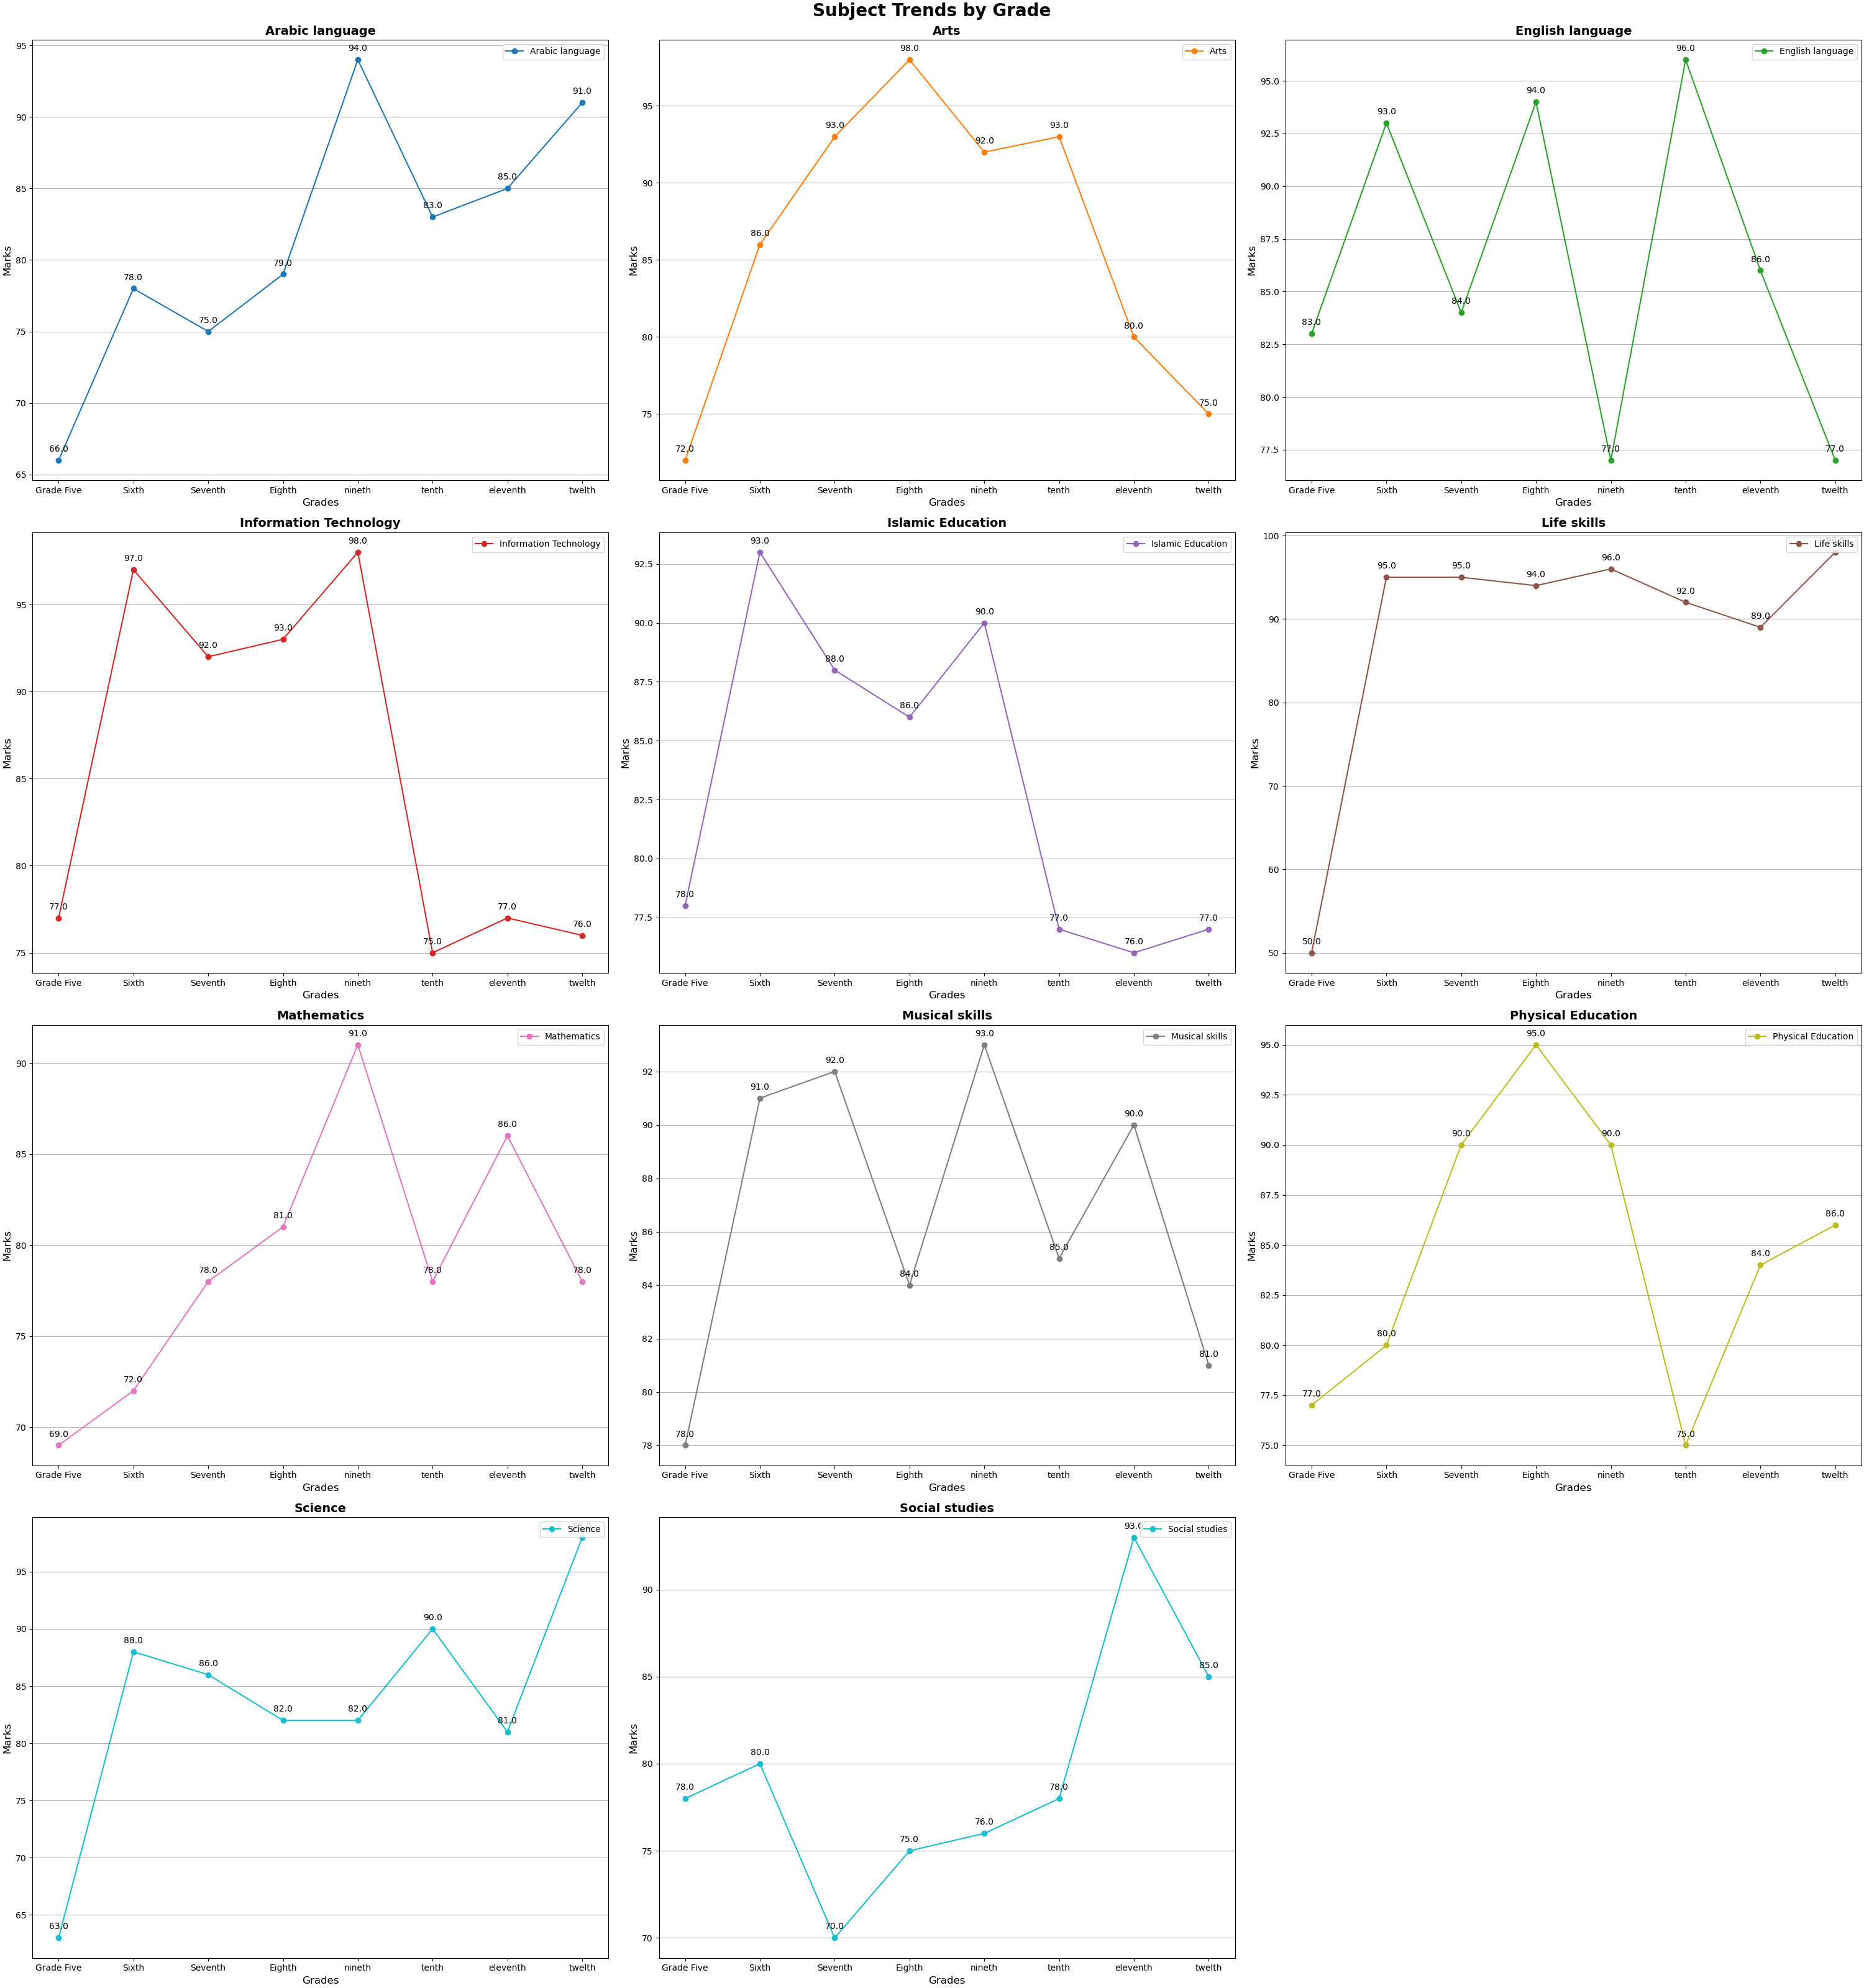 Subject Trends by Grade
Arabic language
Arabic language
Marks
95
90
85
80
75
70
65
66.0
78.0
75.0
79.0
94.0
83.0
85.0
91.0
Grade Five Sixth Seventh Eighth nineth tenth eleventh twelth
Grades
Arts
Arts
Marks
95
90
85
80
75
72.0
86.0
93.0
98.0
92.0
93.0
80.0
75.0
Grade Five Sixth Seventh Eighth nineth tenth eleventh twelth
Grades
English language
English language
Marks
95.0
92.5
90.0
87.5
85.0
82.5
80.0
77.5
83.0
93.0
84.0
94.0
77.0
96.0
86.0
77.0
Grade Five Sixth Seventh Eighth nineth tenth eleventh twelth
Grades
Information Technology
Information Technology
Marks
95
90
85
80
75
77.0
97.0
92.0
93.0
98.0
75.0
77.0
76.0
Grade Five Sixth Seventh Eighth nineth tenth eleventh twelth
Grades
Islamic Education
Islamic Education
Marks
92.5
90.0
87.5
85.0
82.5
80.0
77.5
78.0
93.0
88.0
86.0
90.0
77.0
76.0
77.0
Grade Five Sixth Seventh Eighth nineth tenth eleventh twelth
Grades
Life skills
Life skills
Marks
100
90
80
70
60
50
50.0
95.0
95.0
94.0
96.0
92.0
89.0
Grade Five Sixth Seventh Eighth nineth tenth eleventh twelth
Grades
Mathematics
Mathematics
Marks
90
85
80
75
70
69.0
72.0
78.0
81.0
91.0
78.0
86.0
78.0
Grade Five Sixth Seventh Eighth nineth tenth eleventh twelth
Grades
Musical skills
Musical skills
Marks
92
90
88
86
84
82
80
78
78.0
91.0
92.0
84.0
93.0
85.0
90.0
81.0
Grade Five Sixth Seventh Eighth nineth tenth eleventh twelth
Grades
Physical Education
Physical Education
Marks
95.0
92.5
90.0
87.5
85.0
82.5
80.0
77.5
75.0
77.0
80.0
90.0
95.0
90.0
75.0
84.0
86.0
Grade Five Sixth Seventh Eighth nineth tenth eleventh twelth
Grades
Science
Science
Marks
95
90
85
80
75
70
65
63.0
88.0
86.0
82.0
82.0
90.0
81.0
Grade Five Sixth Seventh Eighth nineth tenth eleventh twelth
Grades
Social studies
Social studies
Marks
90
85
80
75
70
78.0
80.0
70.0
75.0
76.0
78.0
93.0
85.0
Grade Five Sixth Seventh Eighth nineth tenth eleventh twelth
Grades